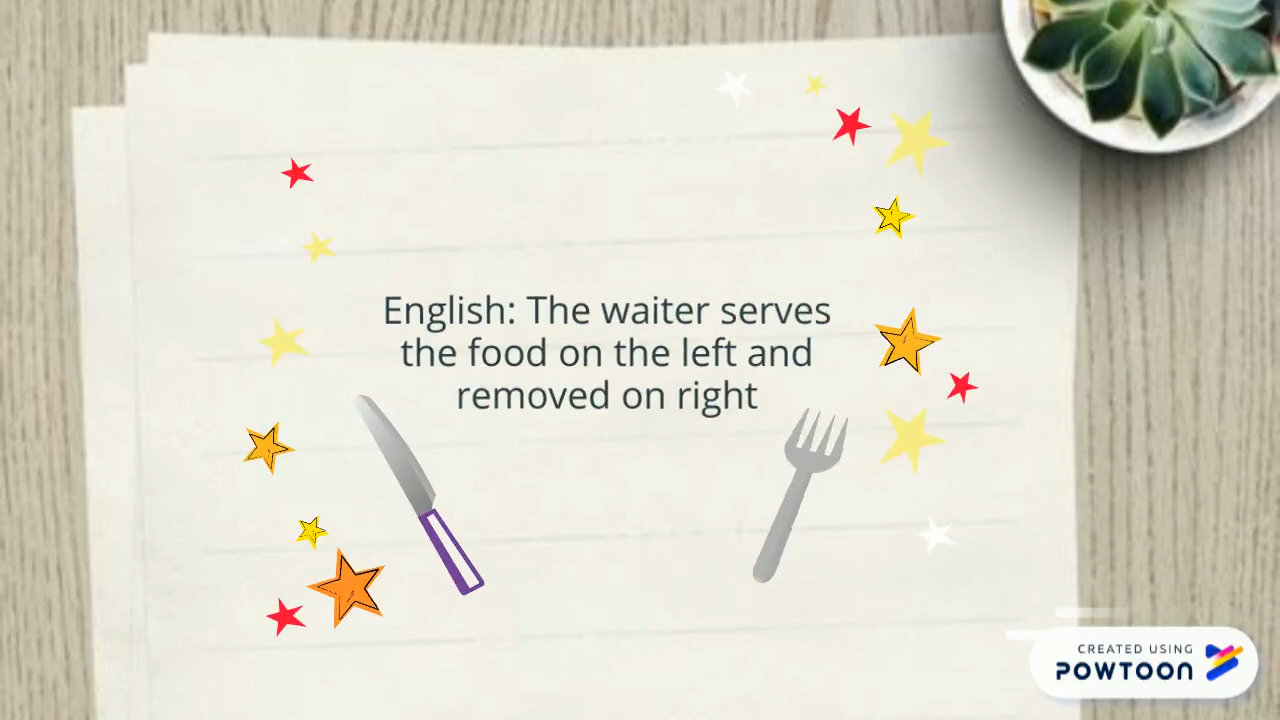 English: The waiter serves
the food on the left and
removed on right
CREATED USING
POWTOON